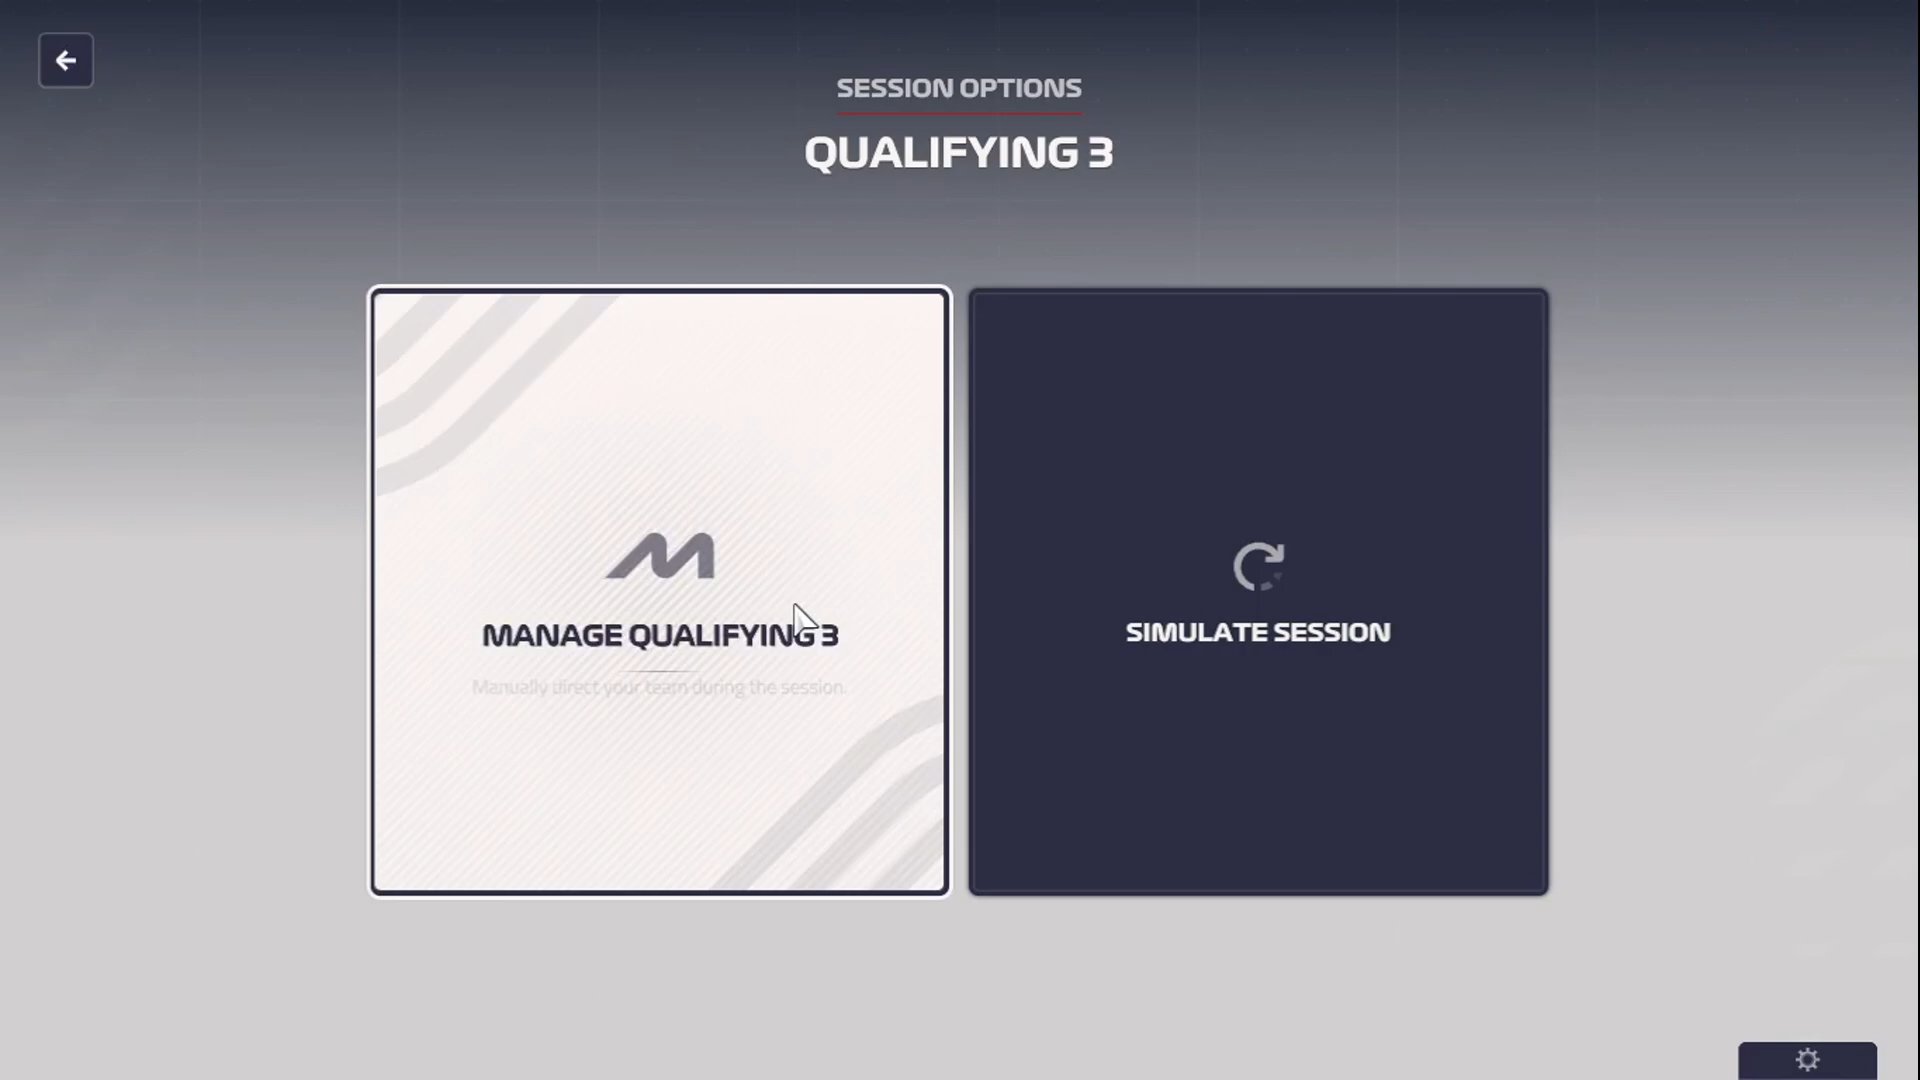 SESSION OPTIONS
QUALIFYING 3
MANAGE QUALIFYING 3
Manually direct your team during the session.
SIMULATE SESSION